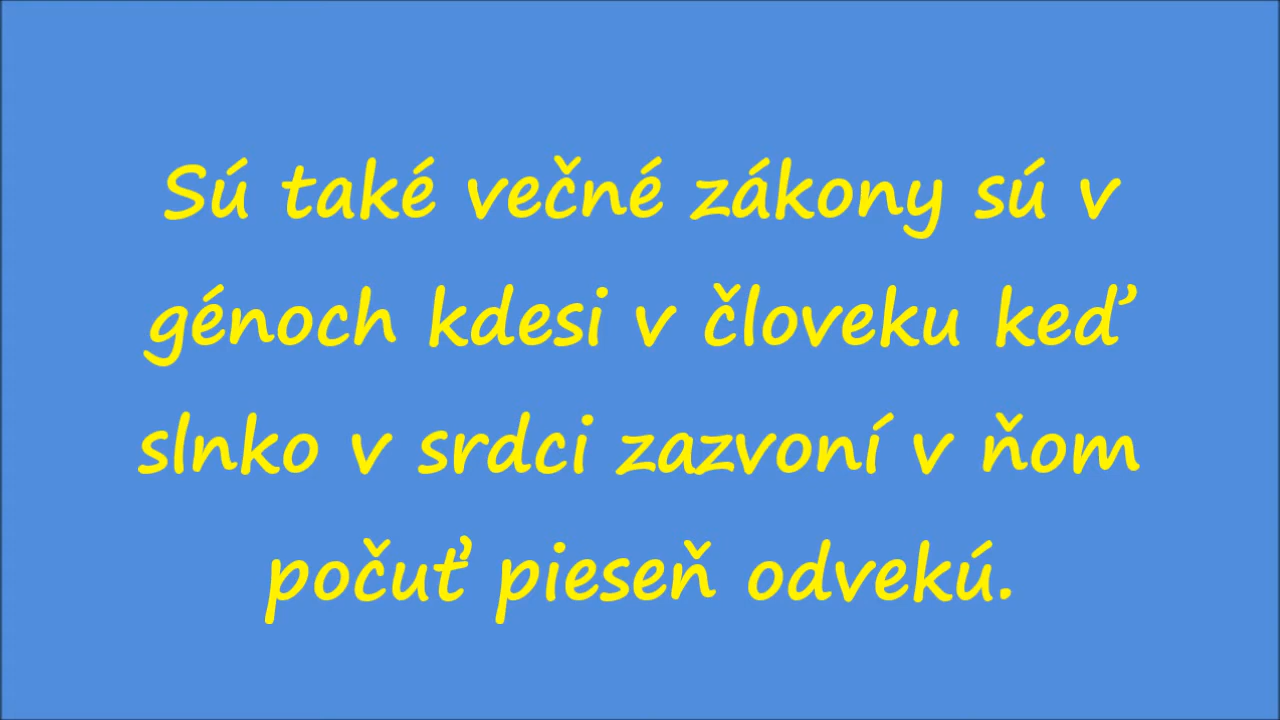 Sú také večné zákony sú v
génoch kdesi v človeku keď
slnko v srdci zazvoní v ňom
počuť pieseň odvekú.